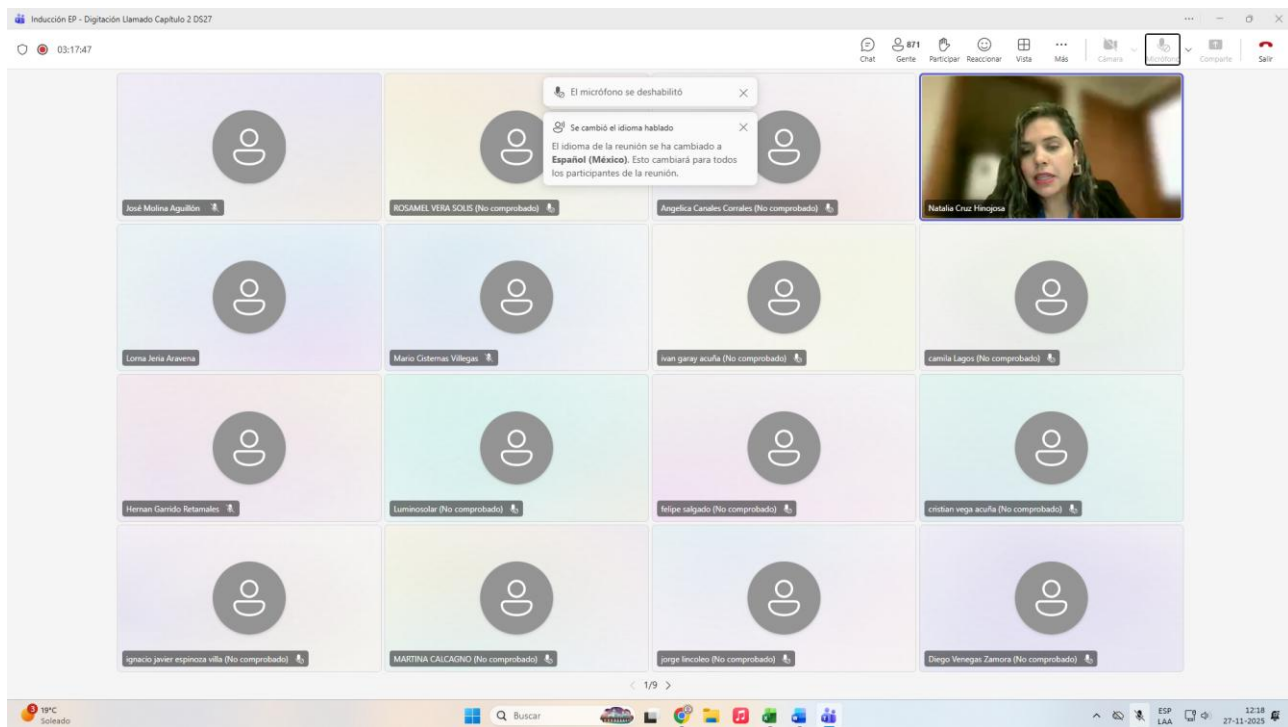 Inducción EP - Digitación Llamado Capítulo 2 DS27
03:17:47
Chat
871
Gente
Participar
Reaccionar
Vista
Más
Cámara
Micrófono
Compartir
Salir
El micrófono se deshabilitó
Se cambió el idioma hablado
El idioma de la reunión se ha cambiado a
Español (México). Esto cambiará para todos
los participantes de la reunión.
José Molina Aguillón
ROSAMEL VERA SOLIS (No comprobado)
Angelica Canales Corrales (No comprobado)
Natalia Cruz Hinojosa
Lorna Jeria Aravena
Mario Cisternas Villegas
ivan garay acuña (No comprobado)
camila Lagos (No comprobado)
Hernan Garrido Retamales
Luminosolar (No comprobado)
felipe salgado (No comprobado)
cristian vega acuña (No comprobado)
ignacio javier espinoza villa (No comprobado)
MARTINA CALCAGNO (No comprobado)
jorge lincoleo (No comprobado)
Diego Venegas Zamora (No comprobado)
1/9
3
19°C
Soleado
Buscar
ESP
LAA
12:18
27-11-2025